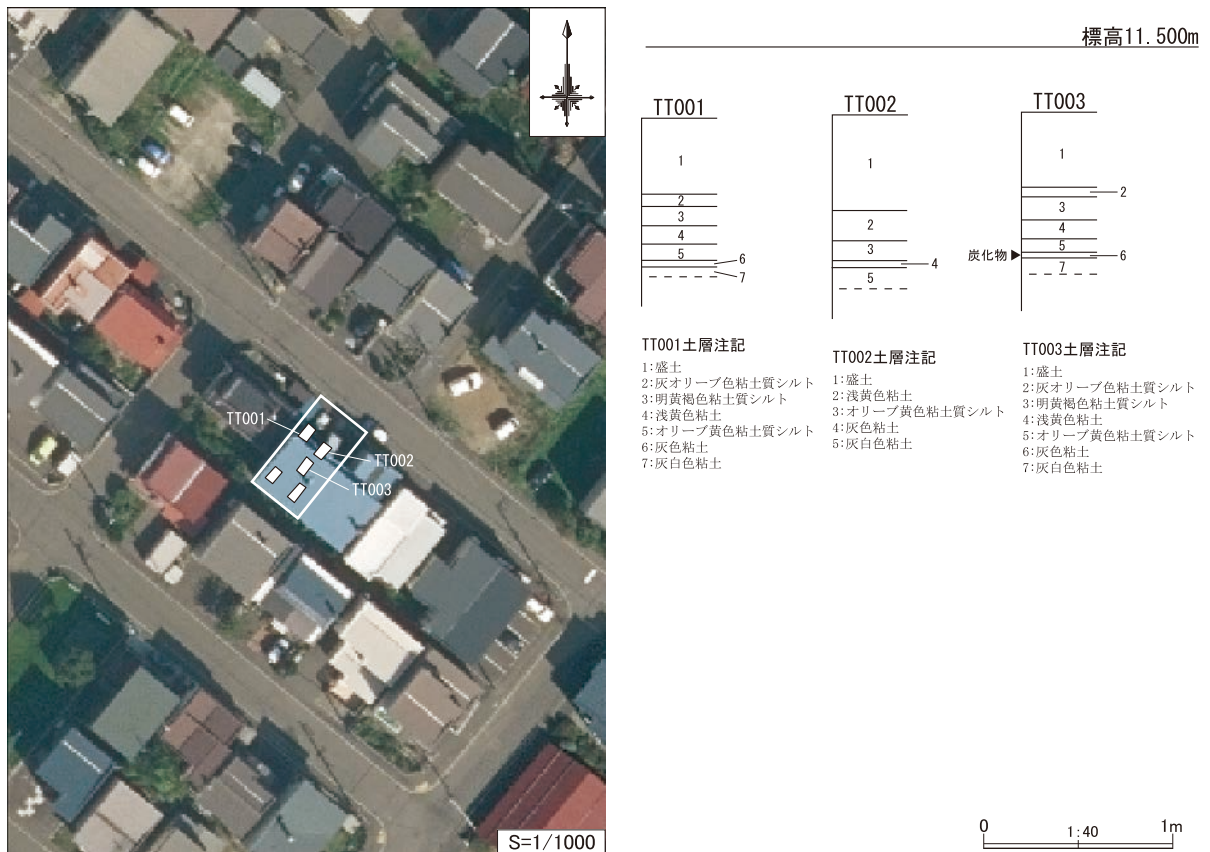 TT001
TT002
TT003
S=1/1000
標高11.500m
TT001
1
2
3
4
5
6
7
TT002
1
2
3
4
5
TT003
1
2
3
4
5
6
7
炭化物
TT001土層注記
1:盛土
2:灰オリーブ色粘土質シルト
3:明黄褐色粘土質シルト
4:浅黄色粘土
5:オリーブ黄色粘土質シルト
6:灰色粘土
7:灰白色粘土
TT002土層注記
1:盛土
2:浅黄色粘土
3:オリーブ黄色粘土質シルト
4:灰色粘土
5:灰白色粘土
TT003土層注記
1:盛土
2:灰オリーブ色粘土質シルト
3:明黄褐色粘土質シルト
4:浅黄色粘土
5:オリーブ黄色粘土質シルト
6:灰色粘土
7:灰白色粘土
0 1:40 1m